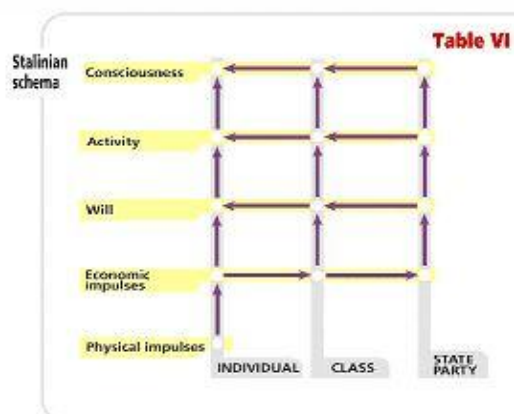 Table VI
Stalinian
schema
Consciousness
Activity
Will
Economic
impulses
Physical impulses
INDIVIDUAL
CLASS
STATE
PARTY